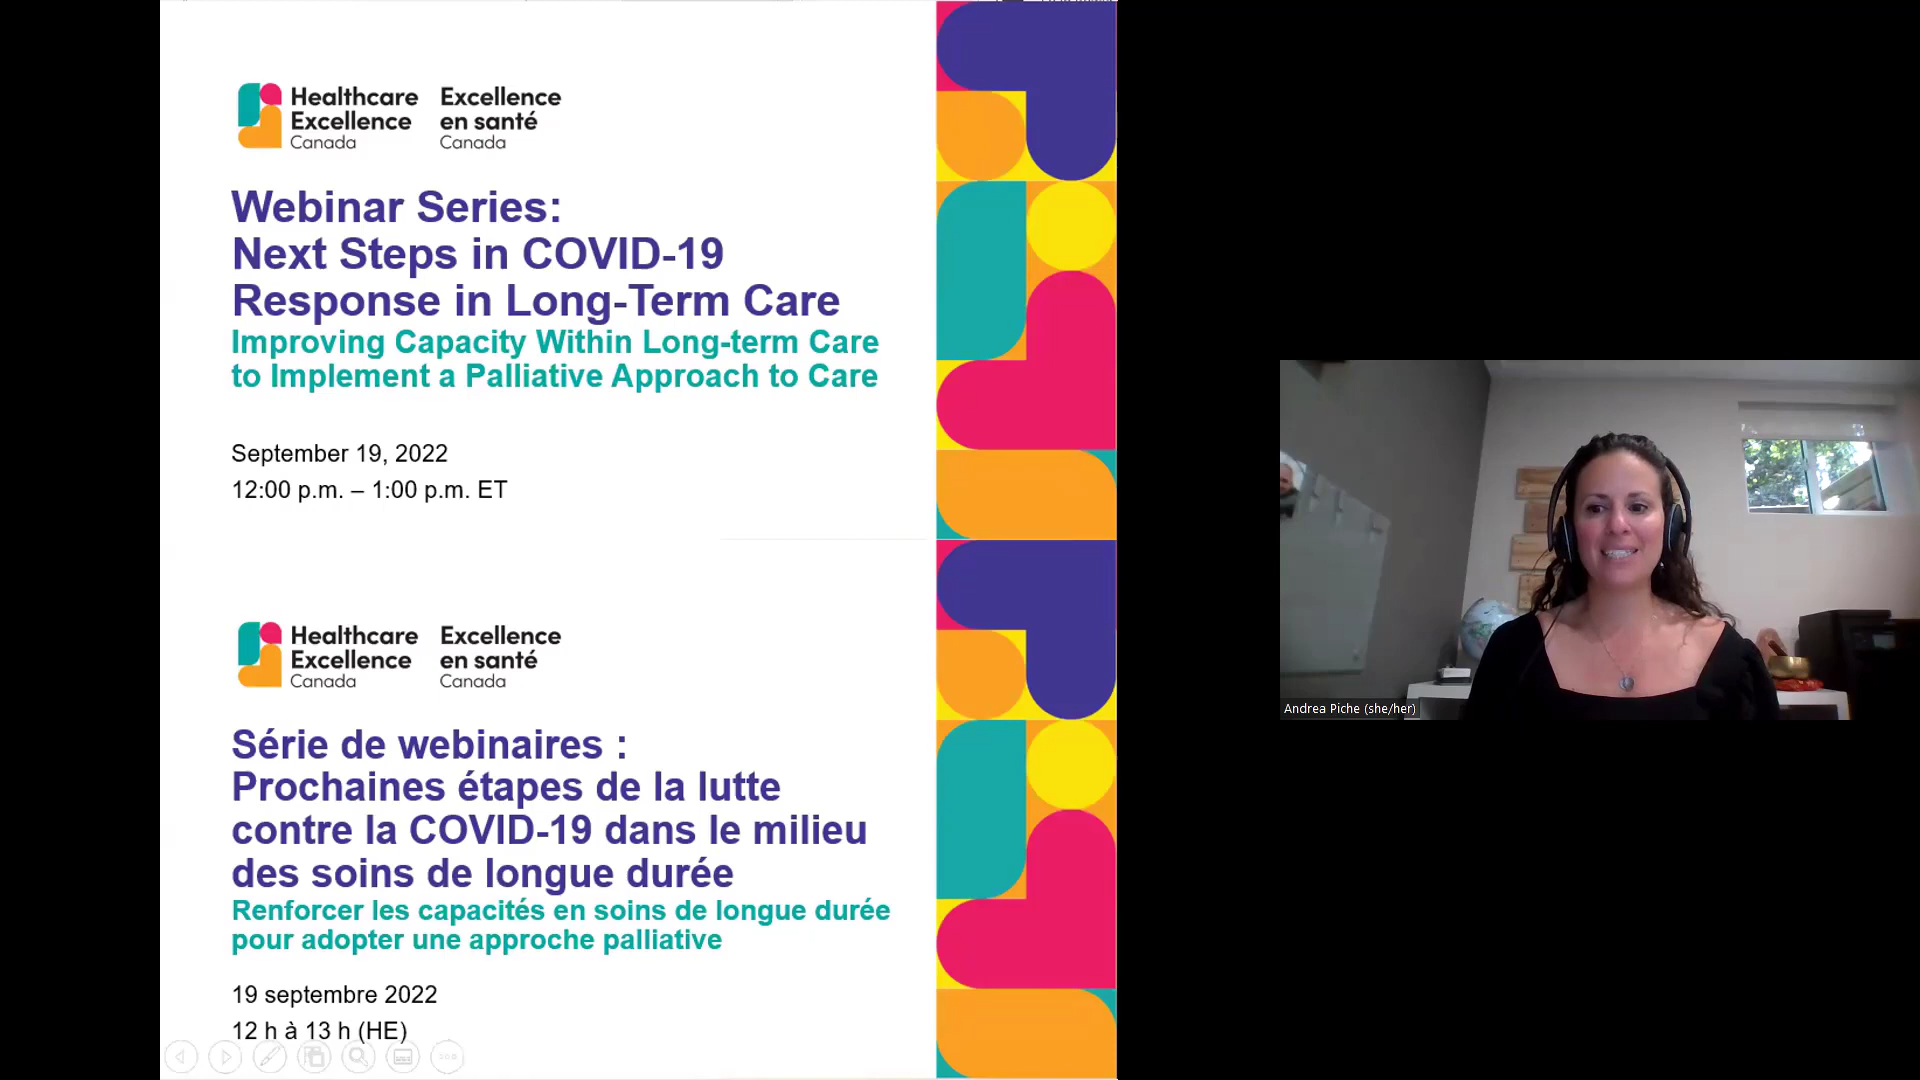 Healthcare Excellence Canada
Excellence en santé Canada
Webinar Series:
Next Steps in COVID-19
Response in Long-Term Care
Improving Capacity Within Long-term Care
to Implement a Palliative Approach to Care
September 19, 2022
12:00 p.m. – 1:00 p.m. ET
Healthcare Excellence Canada
Excellence en santé Canada
Série de webinaires :
Prochaines étapes de la lutte
contre la COVID-19 dans le milieu
des soins de longue durée
Renforcer les capacités en soins de longue durée
pour adopter une approche palliative
19 septembre 2022
12 h à 13 h (HE)
Andrea Piche (she/her)